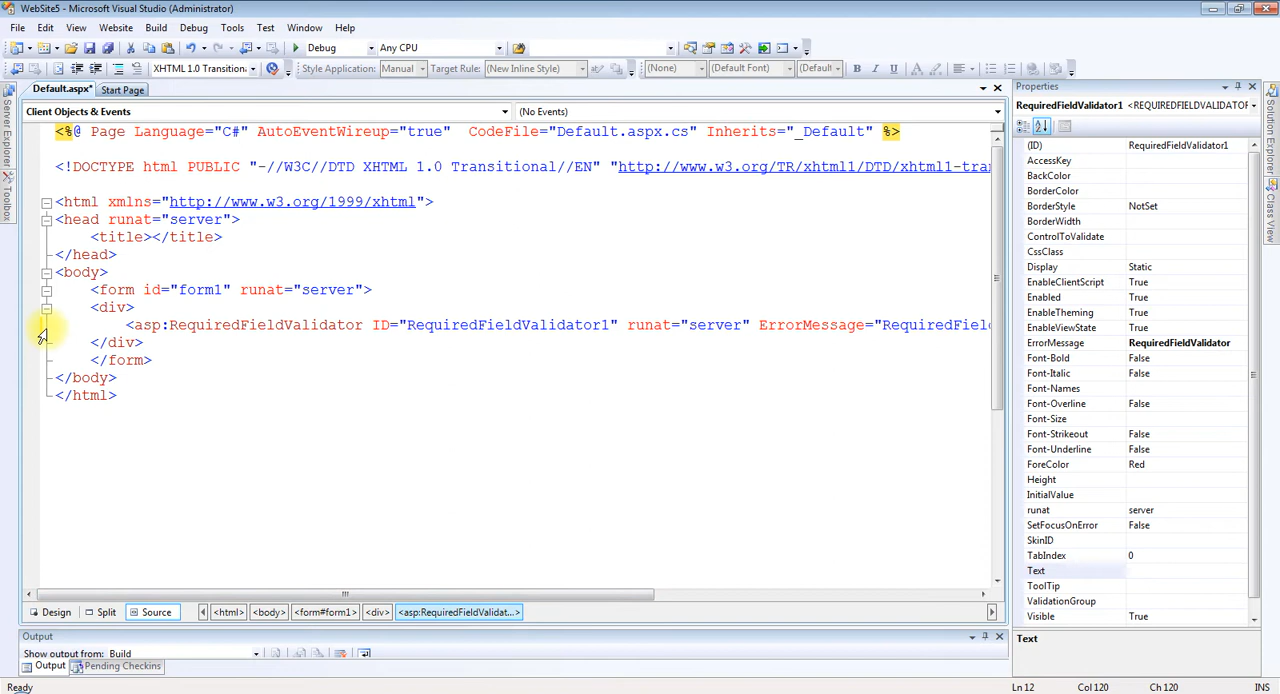 WebSite5 - Microsoft Visual Studio (Administrator)
File Edit View Website Build Debug Tools Test Window Help
Debug Any CPU
XHTML 1.0 Transition Style Application: Manual Target Rule: (New Inline Style) (None) (Default Font) (Default B I U A
Default.aspx* Start Page
Client Objects & Events (No Events)
<%@ Page Language="C#" AutoEventWireup="true" CodeFile="Default.aspx.cs" Inherits="_Default" %>
<!DOCTYPE html PUBLIC "-//W3C//DTD XHTML 1.0 Transitional//EN" "http://www.w3.org/TR/xhtml1/DTD/xhtml1-tra
<html xmlns="http://www.w3.org/1999/xhtml">
<head runat="server">
<title></title>
</head>
<body>
<form id="form1" runat="server">
<div>
<asp:RequiredFieldValidator ID="RequiredFieldValidator1" runat="server" ErrorMessage="RequiredFiel
</div>
</form>
</body>
</html>
Design Split Source <html> <body> <form#form1> <div> <asp:RequiredFieldValidat...>
Output
Show output from: Build
Output Pending Checkins
Ready Ln 12 Col 120 Ch 120 INS
Server Explorer
Toolbox
Properties
RequiredFieldValidator1 <REQUIREDFIELDVALIDATOR
(ID) RequiredFieldValidator1
AccessKey
BackColor
BorderColor
BorderStyle NotSet
BorderWidth
ControlToValidate
CssClass
Display Static
EnableClientScript True
Enabled True
EnableTheming True
EnableViewState True
ErrorMessage RequiredFieldValidator
Font-Bold False
Font-Italic False
Font-Names
Font-Overline False
Font-Size
Font-Strikeout False
Font-Underline False
ForeColor Red
Height
InitialValue
runat server
SetFocusOnError False
SkinID
TabIndex 0
Text
ToolTip
ValidationGroup
Visible True
Text
Solution Explorer
Class View